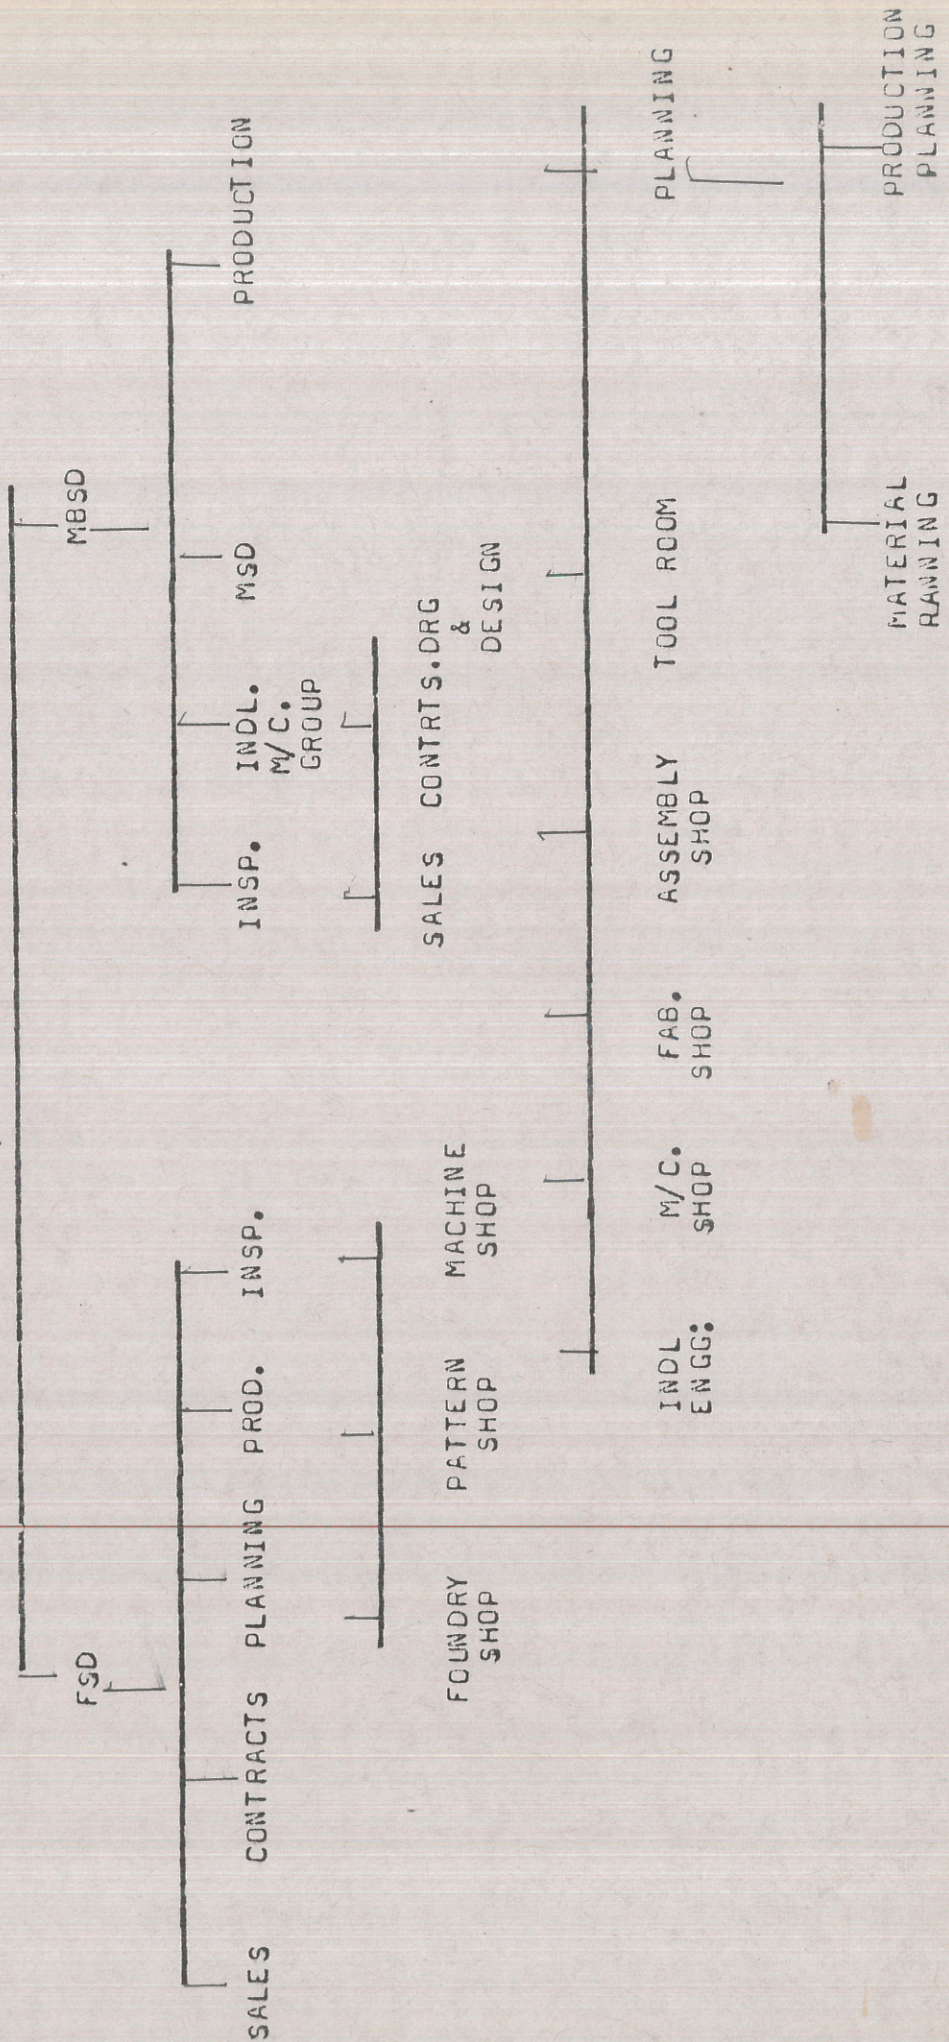 FSD MBSD
SALES CONTRACTS PLANNING PROD. INSP. INSP. INDL. MSD PRODUCTION
M/C.
GROUP
FOUNDRY PATTERN MACHINE SALES CONTRTS.DRG
SHOP SHOP SHOP &
DESIGN
INDL M/C. FAB. ASSEMBLY TOOL ROOM PLANNING
ENGG: SHOP SHOP SHOP
MATERIAL PRODUCTION
RANNING PLANNING